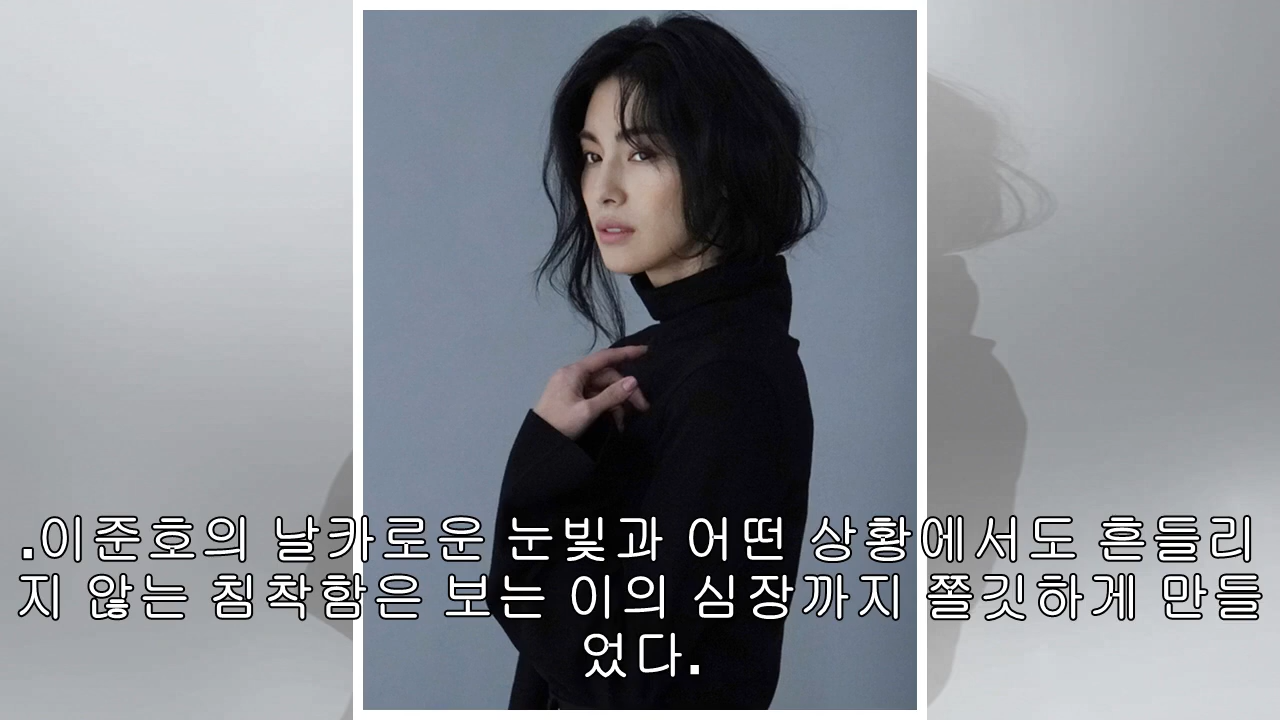 .이준호의 날카로운 눈빛과 어떤 상황에서도 흔들리
지 않는 침착함은 보는 이의 심장까지 쫄깃하게 만들
었다.